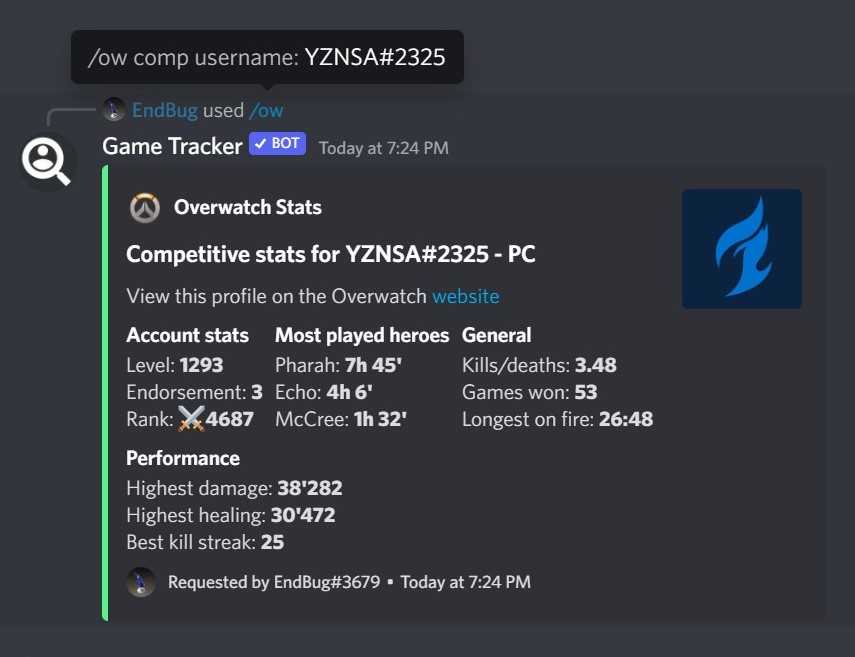 /ow comp username: YZNSA#2325
EndBug used /ow
Game Tracker ✓ BOT Today at 7:24 PM
Overwatch Stats
Competitive stats for YZNSA#2325 - PC
View this profile on the Overwatch website
Account stats Most played heroes General
Level: 1293 Pharah: 7h 45' Kills/deaths: 3.48
Endorsement: 3 Echo: 4h 6' Games won: 53
Rank: ⚔4687 McCree: 1h 32' Longest on fire: 26:48
Performance
Highest damage: 38'282
Highest healing: 30'472
Best kill streak: 25
Requested by EndBug#3679 • Today at 7:24 PM